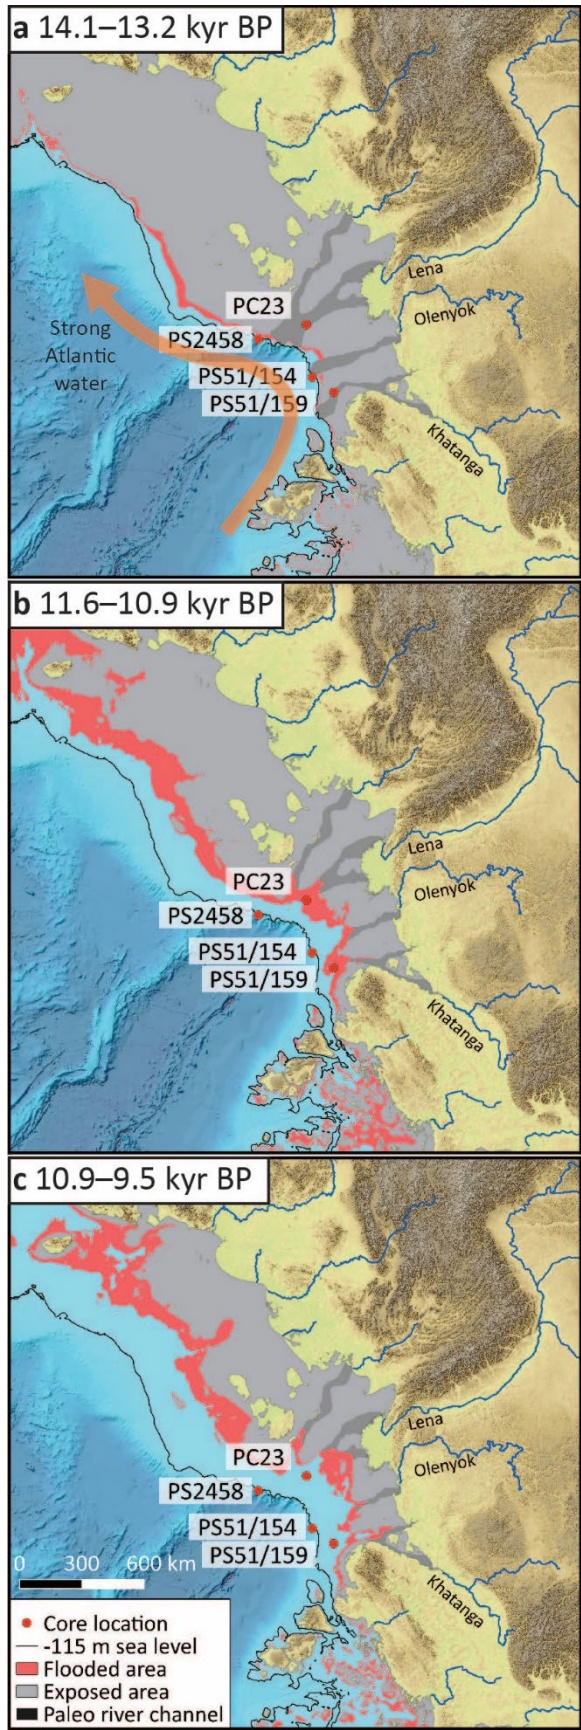 a 14.1–13.2 kyr BP
Lena
Olenyok
PC23
Strong
Atlantic
water
PS2458
PS51/154
PS51/159
Khatanga
b 11.6–10.9 kyr BP
Lena
Olenyok
PC23
PS2458
PS51/154
PS51/159
Khatanga
c 10.9–9.5 kyr BP
Lena
Olenyok
PC23
PS2458
PS51/154
PS51/159
Khatanga
0 300 600 km
Core location
-115 m sea level
Flooded area
Exposed area
Paleo river channel